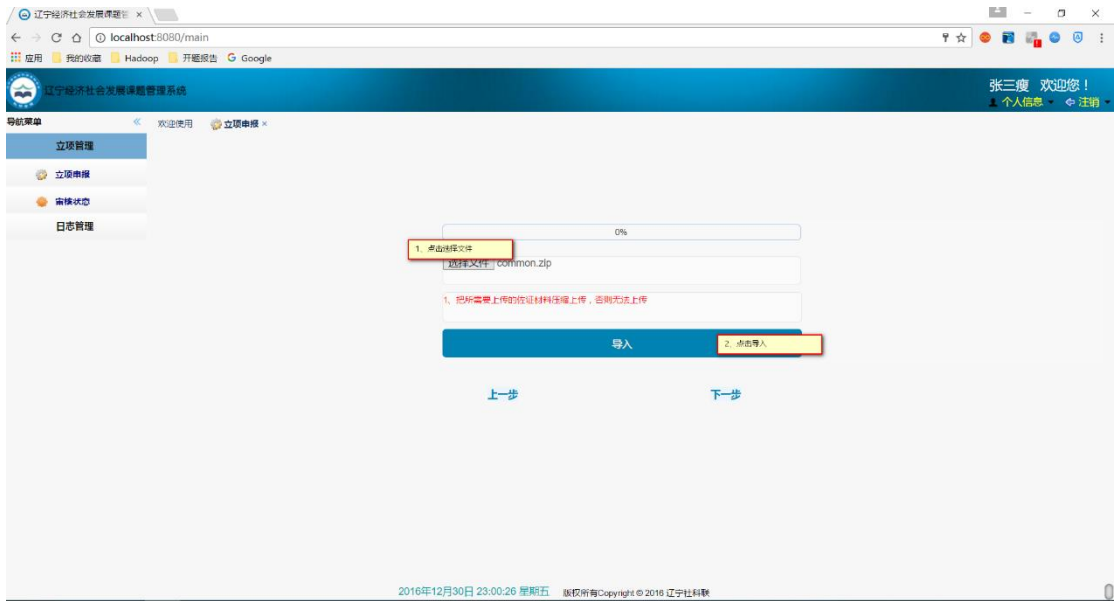 辽宁经济社会发展课题管
localhost:8080/main
应用 我的收藏 Hadoop 开题报告 G Google
辽宁经济社会发展课题管理系统
张三瘦 欢迎您！
个人信息 注销
导航菜单
欢迎使用 立项申报
立项管理
立项申报
审核状态
日志管理
0%
1、点击选择文件
选择文件 common.zip
1、把所需要上传的佐证材料压缩上传，否则无法上传
导入
2、点击导入
上一步 下一步
2016年12月30日 23:00:26 星期五 版权所有Copyright © 2016 辽宁社科联